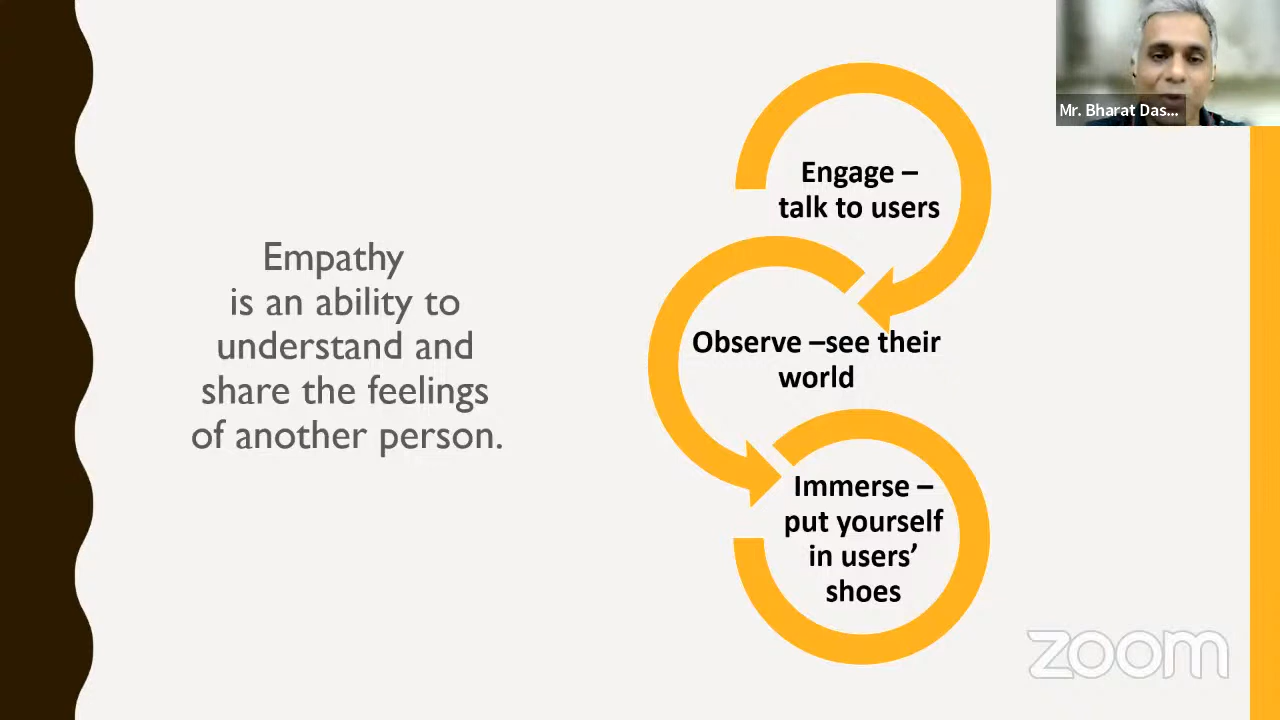 Empathy
is an ability to
understand and
share the feelings
of another person.
Engage –
talk to users
Observe –see their
world
Immerse –
put yourself
in users’
shoes
Mr. Bharat Das...
zoom